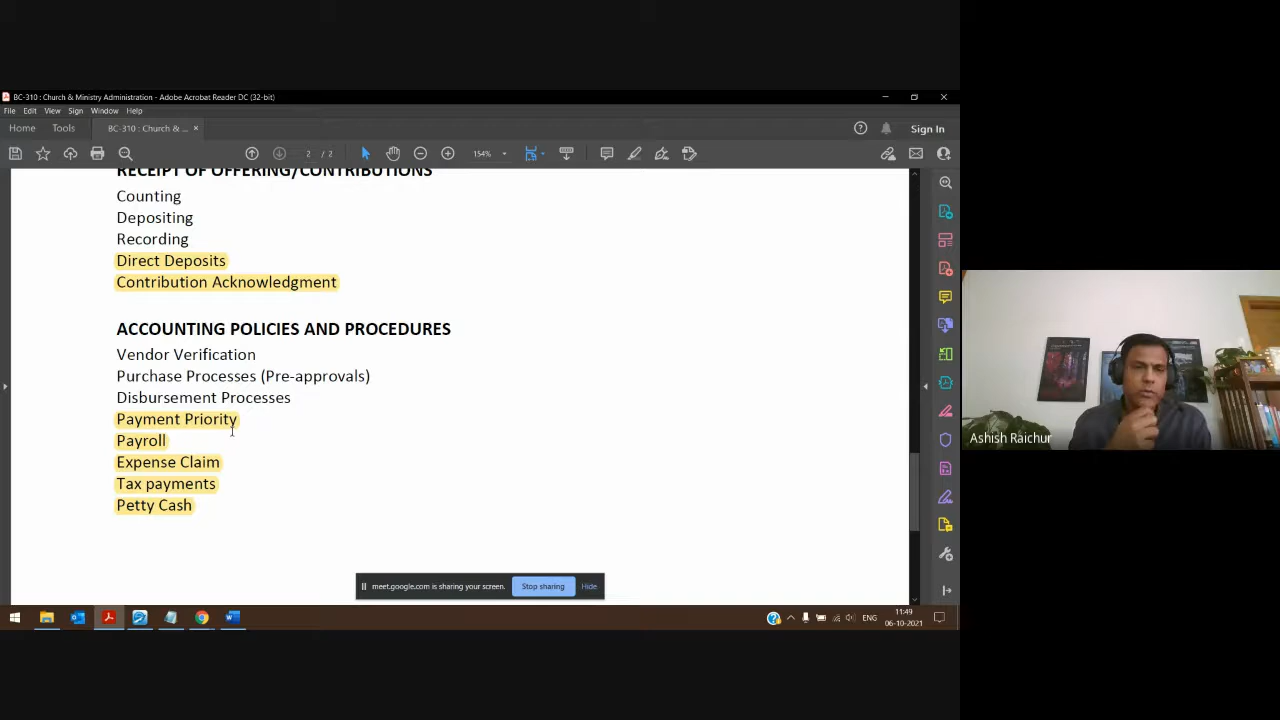 BC-310 : Church & Ministry Administration - Adobe Acrobat Reader DC (32-bit)
File Edit View Sign Window Help
Home Tools BC-310 : Church & ... × Sign In
2 / 2 154%
RECEIPT OF OFFERING/CONTRIBUTIONS
Counting
Depositing
Recording
Direct Deposits
Contribution Acknowledgment
ACCOUNTING POLICIES AND PROCEDURES
Vendor Verification
Purchase Processes (Pre-approvals)
Disbursement Processes
Payment Priority
Payroll
Expense Claim
Tax payments
Petty Cash
Ashish Raichur
meet.google.com is sharing your screen. Stop sharing Hide
ENG 11:49
06-10-2021